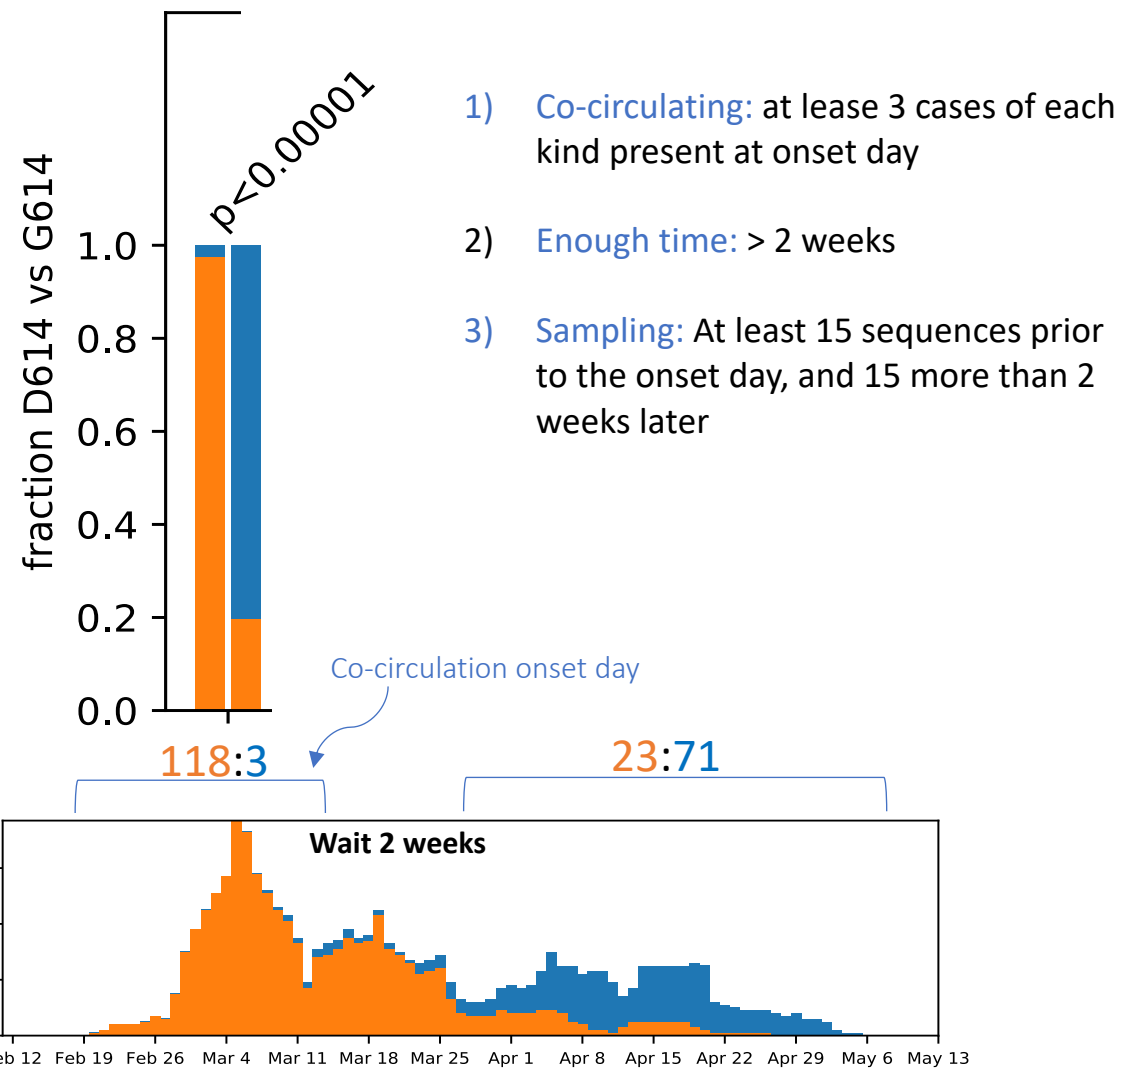 p<0.00001
fraction D614 vs G614
1.0
0.8
0.6
0.4
0.2
0.0
1) Co-circulating: at lease 3 cases of each
kind present at onset day
2) Enough time: > 2 weeks
3) Sampling: At least 15 sequences prior
to the onset day, and 15 more than 2
weeks later
Co-circulation onset day
118:3
23:71
Wait 2 weeks
eb 12 Feb 19 Feb 26 Mar 4 Mar 11 Mar 18 Mar 25 Apr 1 Apr 8 Apr 15 Apr 22 Apr 29 May 6 May 13